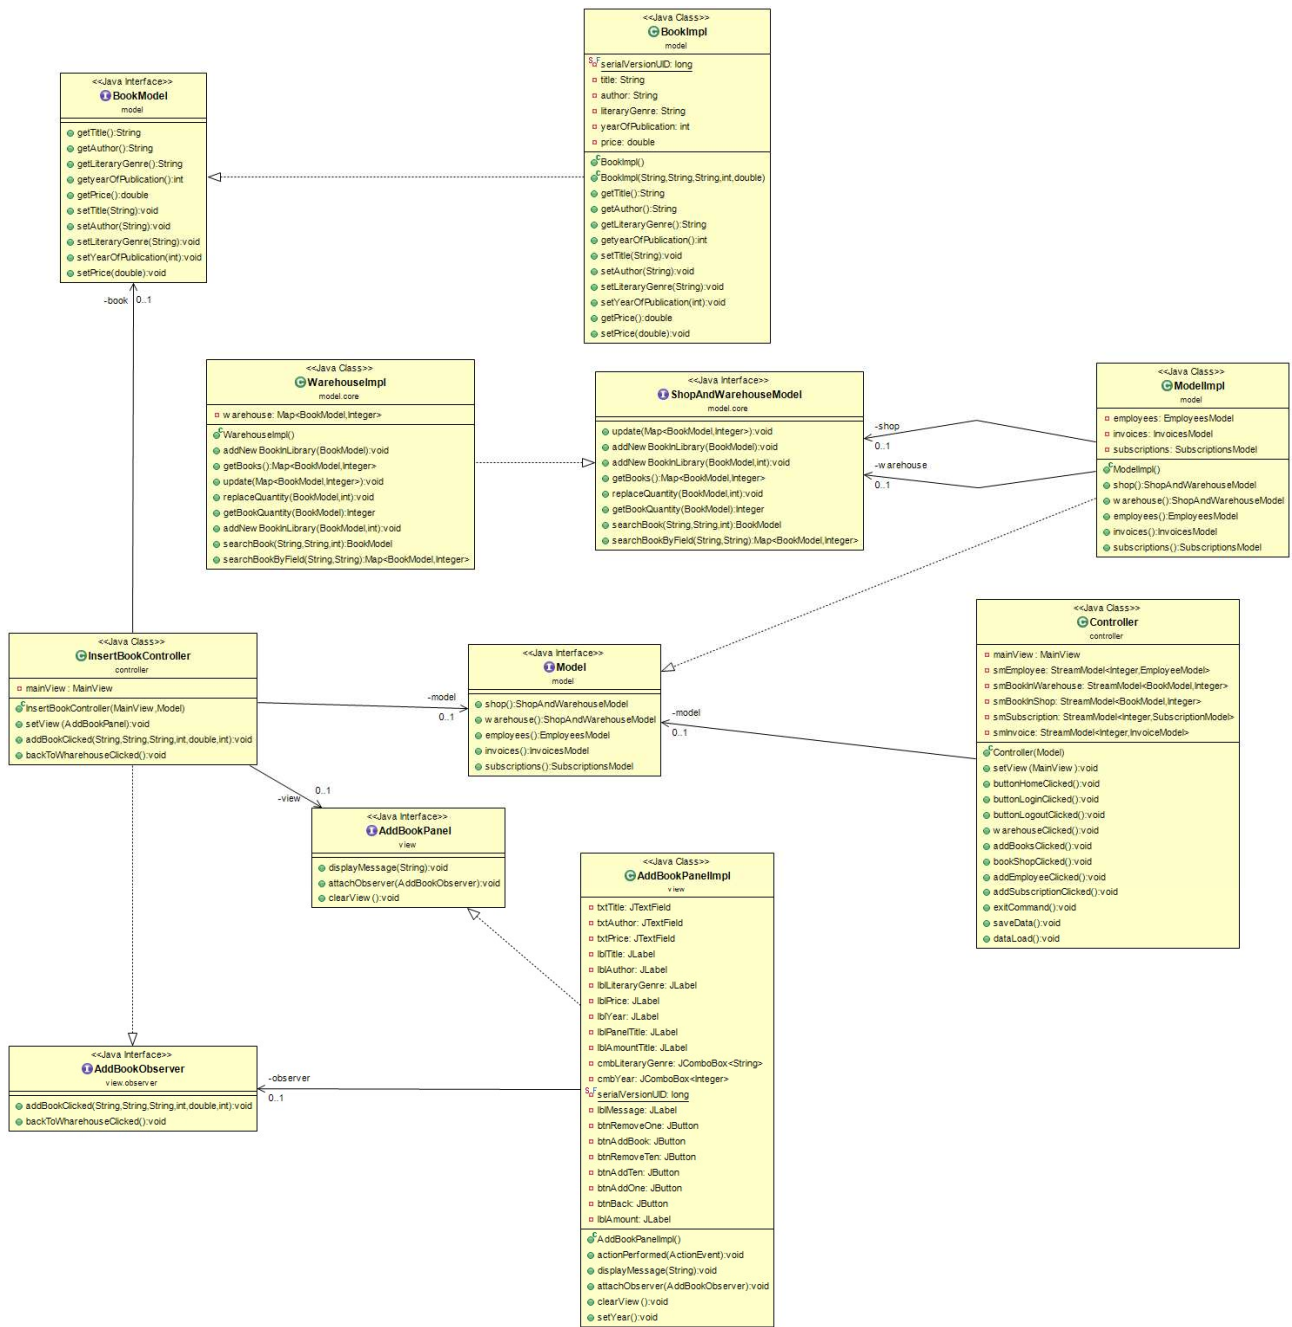 <<Java Class>>
BookImpl
model
serialVersionUID: long
title: String
author: String
literaryGenre: String
yearOfPublication: int
price: double
BookImpl()
BookImpl(String,String,String,int,double)
getTitle():String
getAuthor():String
getLiteraryGenre():String
getyearOfPublication():int
setTitle(String):void
setAuthor(String):void
setLiteraryGenre(String):void
setYearOfPublication(int):void
getPrice():double
setPrice(double):void
<<Java Interface>>
BookModel
model
getTitle():String
getAuthor():String
getLiteraryGenre():String
getyearOfPublication():int
getPrice():double
setTitle(String):void
setAuthor(String):void
setLiteraryGenre(String):void
setYearOfPublication(int):void
setPrice(double):void
-book 0..1
<<Java Class>>
WarehouseImpl
model.core
warehouse: Map<BookModel,Integer>
WarehouseImpl()
addNewBookInLibrary(BookModel):void
getBooks():Map<BookModel,Integer>
update(Map<BookModel,Integer>):void
replaceQuantity(BookModel,int):void
getBookQuantity(BookModel):Integer
addNewBookInLibrary(BookModel,int):void
searchBook(String,String,int):BookModel
searchBookByField(String,String):Map<BookModel,Integer>
<<Java Interface>>
ShopAndWarehouseModel
model.core
update(Map<BookModel,Integer>):void
addNewBookInLibrary(BookModel):void
addNewBookInLibrary(BookModel,int):void
getBooks():Map<BookModel,Integer>
replaceQuantity(BookModel,int):void
getBookQuantity(BookModel):Integer
searchBook(String,String,int):BookModel
searchBookByField(String,String):Map<BookModel,Integer>
-shop
0..1
-warehouse
0..1
<<Java Class>>
ModelImpl
model
employees: EmployeesModel
invoices: InvoicesModel
subscriptions: SubscriptionsModel
ModelImpl()
shop():ShopAndWarehouseModel
warehouse():ShopAndWarehouseModel
employees():EmployeesModel
invoices():InvoicesModel
subscriptions():SubscriptionsModel
<<Java Class>>
InsertBookController
controller
mainView: MainView
InsertBookController(MainView,Model)
setView(AddBookPanel):void
addBookClicked(String,String,String,int,double,int):void
backToWharehouseClicked():void
-model
0..1
<<Java Interface>>
Model
model
shop():ShopAndWarehouseModel
warehouse():ShopAndWarehouseModel
employees():EmployeesModel
invoices():InvoicesModel
subscriptions():SubscriptionsModel
-model
0..1
<<Java Class>>
Controller
controller
mainView: MainView
smEmployee: StreamModel<Integer,EmployeeModel>
smBookInWarehouse: StreamModel<BookModel,Integer>
smBookInShop: StreamModel<BookModel,Integer>
smSubscription: StreamModel<Integer,SubscriptionModel>
smInvoice: StreamModel<Integer,InvoiceModel>
Controller(Model)
setView(MainView):void
buttonHomeClicked():void
buttonLoginClicked():void
buttonLogoutClicked():void
warehouseClicked():void
addBooksClicked():void
bookShopClicked():void
addEmployeeClicked():void
addSubscriptionClicked():void
exitCommand():void
saveData():void
dataLoad():void
-view
0..1
<<Java Interface>>
AddBookPanel
view
displayMessage(String):void
attachObserver(AddBookObserver):void
clearView():void
<<Java Class>>
AddBookPanelImpl
view
txtTitle: JTextField
txtAuthor: JTextField
txtPrice: JTextField
lblTitle: JLabel
lblAuthor: JLabel
lblLiteraryGenre: JLabel
lblPrice: JLabel
lblYear: JLabel
lblPanelTitle: JLabel
lblAmountTitle: JLabel
cmbLiteraryGenre: JComboBox<String>
cmbYear: JComboBox<Integer>
serialVersionUID: long
lblMessage: JLabel
btnRemoveOne: JButton
btnAddBook: JButton
btnRemoveTen: JButton
btnAddTen: JButton
btnAddOne: JButton
btnBack: JButton
lblAmount: JLabel
AddBookPanelImpl()
actionPerformed(ActionEvent):void
displayMessage(String):void
attachObserver(AddBookObserver):void
clearView():void
setYear():void
-observer
0..1
<<Java Interface>>
AddBookObserver
view.observer
addBookClicked(String,String,String,int,double,int):void
backToWharehouseClicked():void